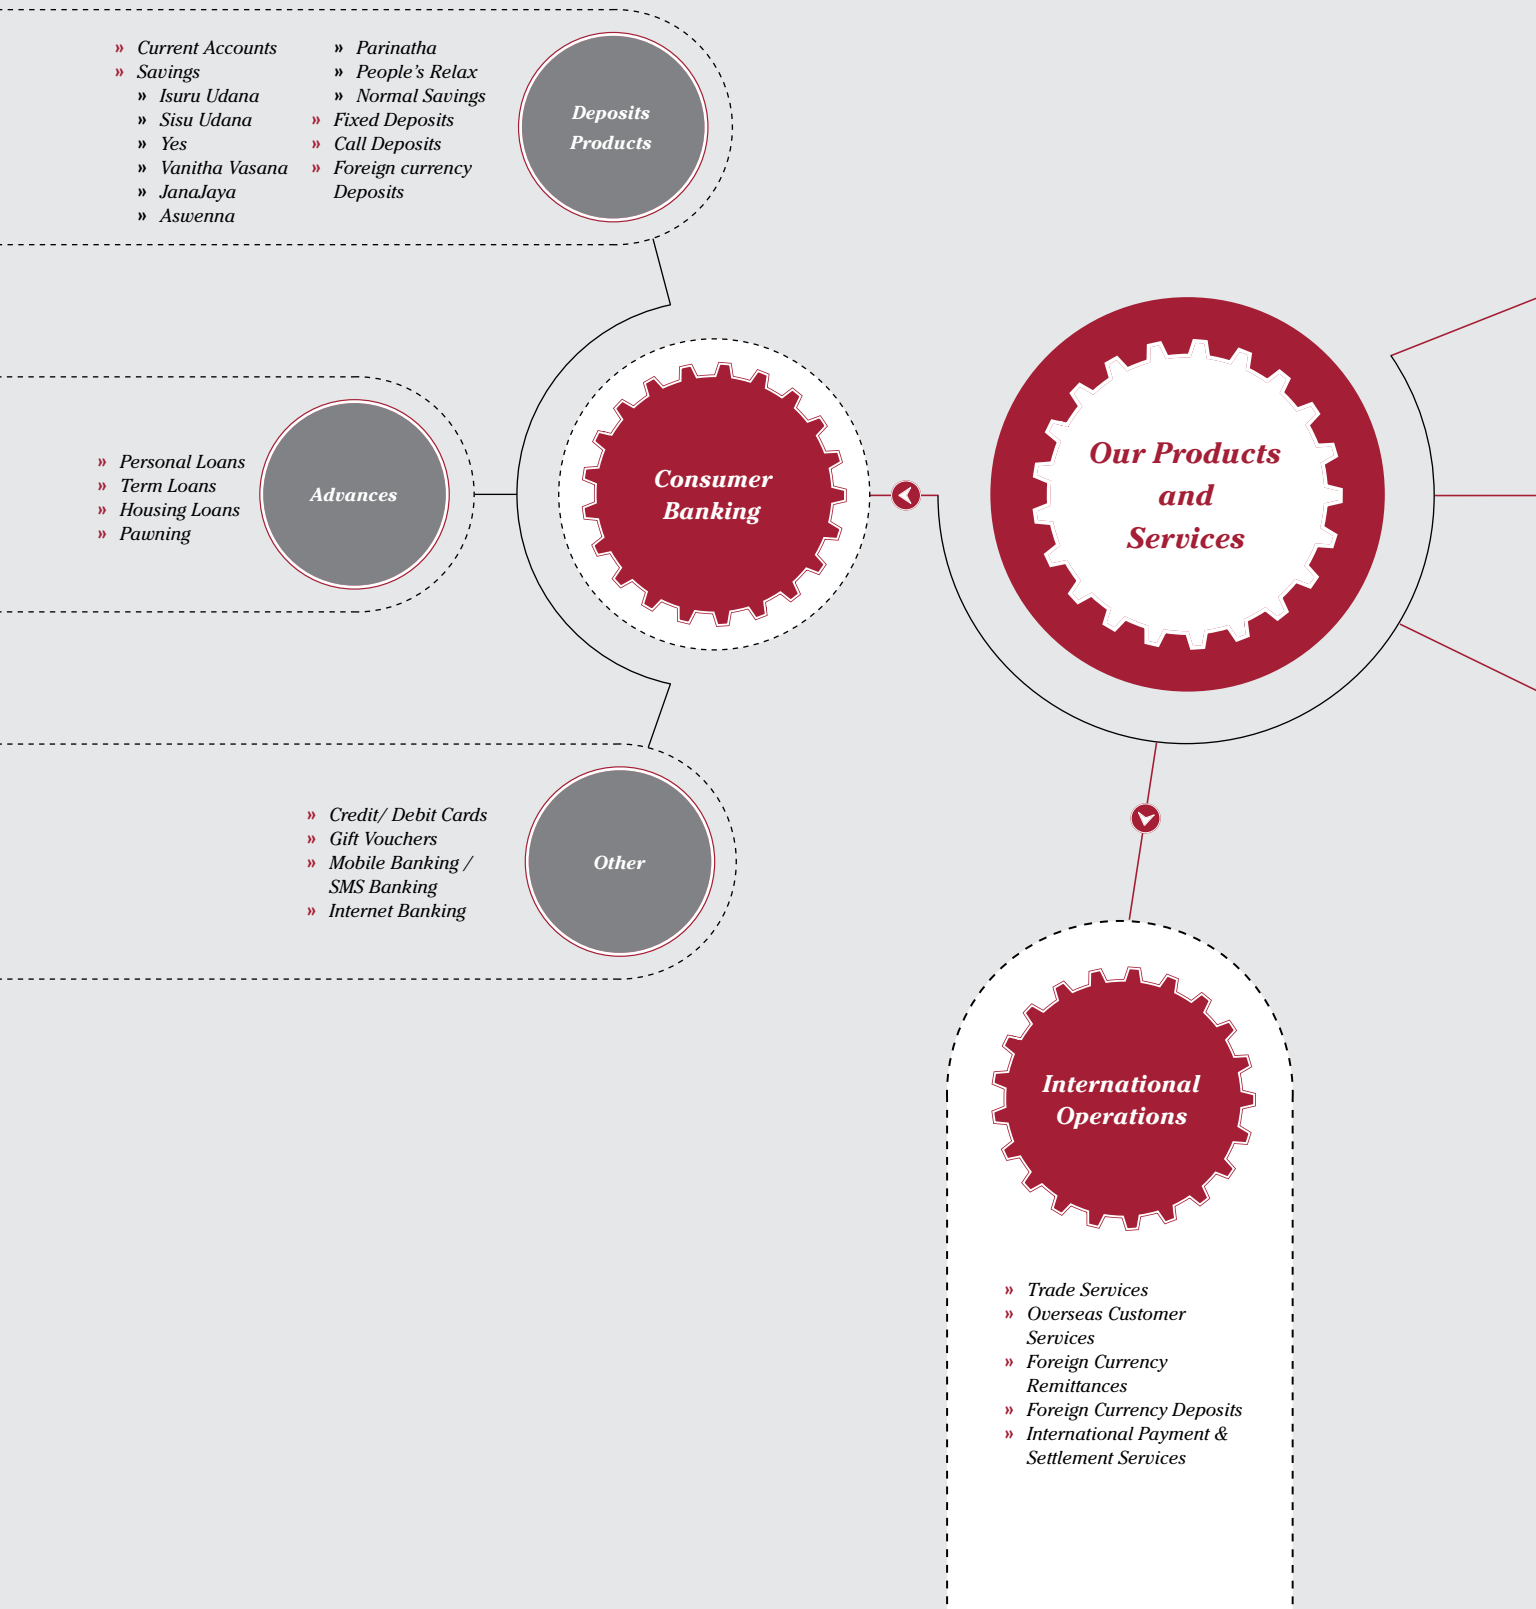 » Current Accounts
» Savings
» Isuru Udana
» Sisu Udana
» Yes
» Vanitha Vasana
» JanaJaya
» Aswenna
» Parinatha
» People's Relax
» Normal Savings
» Fixed Deposits
» Call Deposits
» Foreign currency
Deposits
Deposits
Products
» Personal Loans
» Term Loans
» Housing Loans
» Pawning
Advances
Consumer
Banking
Our Products
and
Services
» Credit/ Debit Cards
» Gift Vouchers
» Mobile Banking /
SMS Banking
» Internet Banking
Other
International
Operations
» Trade Services
» Overseas Customer
Services
» Foreign Currency
Remittances
» Foreign Currency Deposits
» International Payment &
Settlement Services